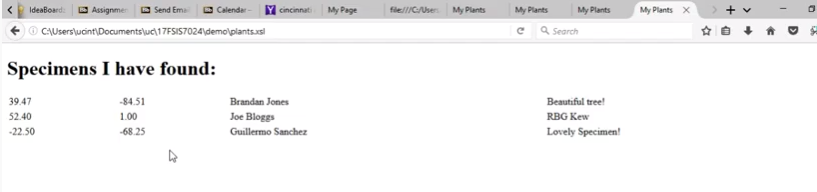 IdeaBoard: Assignme Send Email Calendar - cincinnati My Page file:///C:/User: My Plants My Plants My Plants My Plants
C:\Users\ucint\Documents\uc\17FSIS7024\demo\plants.xsl Search
Specimens I have found:
39.47 -84.51 Brandan Jones Beautiful tree!
52.40 1.00 Joe Bloggs RBG Kew
-22.50 -68.25 Guillermo Sanchez Lovely Specimen!